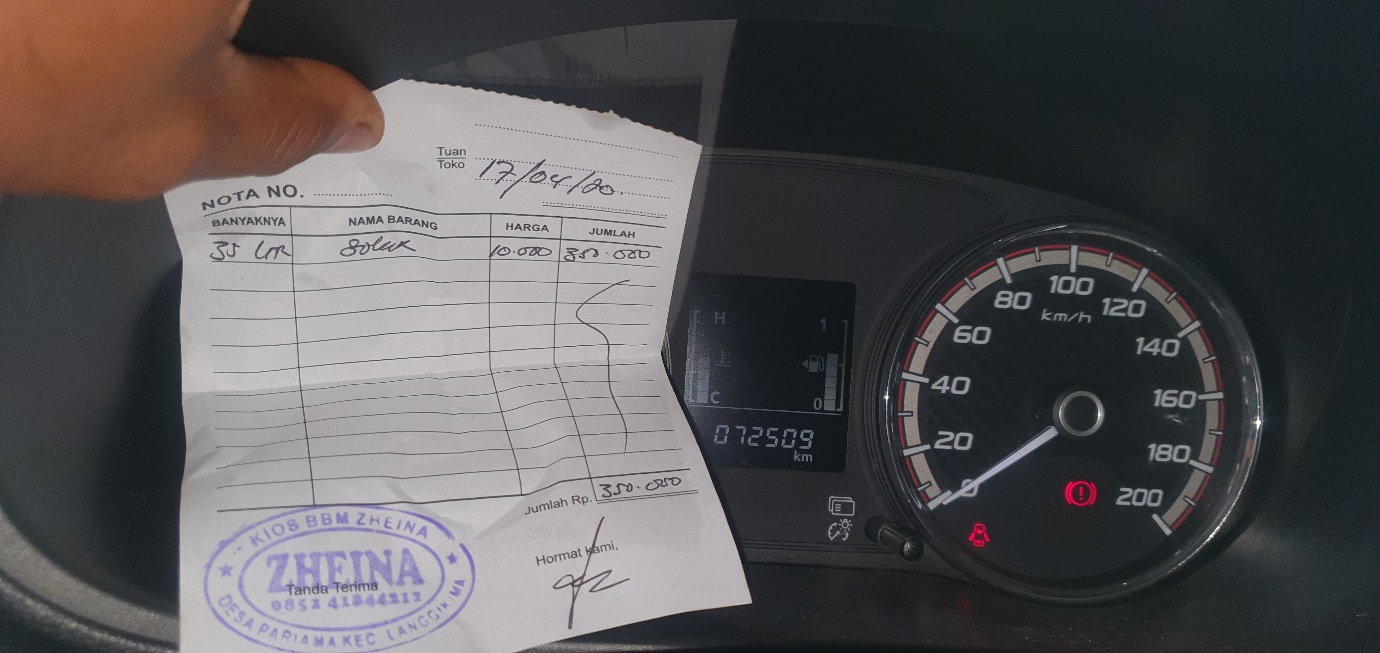 Tuan
Toko
17/04/20.
NOTA NO.
BANYAKNYA NAMA BARANG HARGA JUMLAH
35 LTR Solar 10.000 350.000
Jumlah Rp. 350.000
Hormat kami,
Tanda Terima
KIOS BBM ZHEINA
ZHEINA
0852 41844212
DESA PARIAMA KEC. LANGGIKIMA
H 1
C 0
072509
km
0 20 40 60 80 100 120 140 160 180 200
km/h